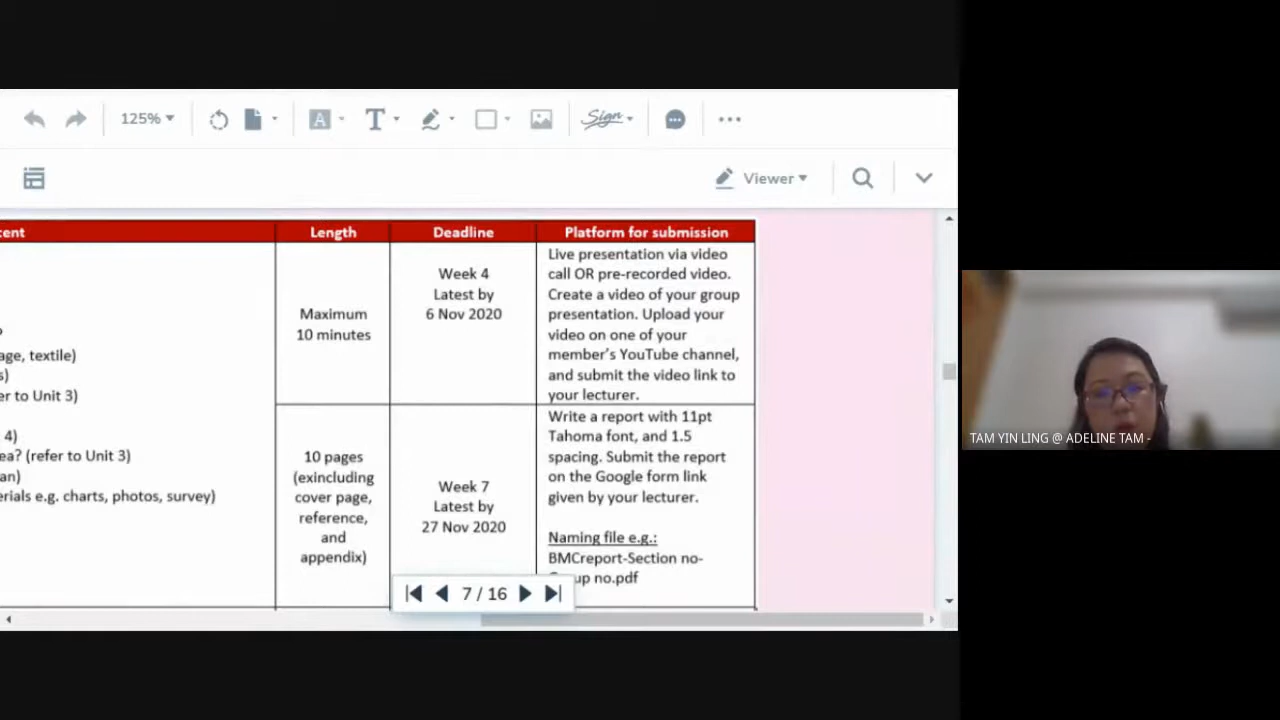 125%
A
T
Sign
Viewer
Length
Deadline
Platform for submission
age, textile)
s)
er to Unit 3)
4)
ea? (refer to Unit 3)
an)
erials e.g. charts, photos, survey)
Maximum
10 minutes
Week 4
Latest by
6 Nov 2020
Live presentation via video
call OR pre-recorded video.
Create a video of your group
presentation. Upload your
video on one of your
member's YouTube channel,
and submit the video link to
your lecturer.
10 pages
(exincluding
cover page,
reference,
and
appendix)
Week 7
Latest by
27 Nov 2020
Write a report with 11pt
Tahoma font, and 1.5
spacing. Submit the report
on the Google form link
given by your lecturer.
Naming file e.g.:
BMCreport-Section no-
up no.pdf
7 / 16
TAM YIN LING @ ADELINE TAM -